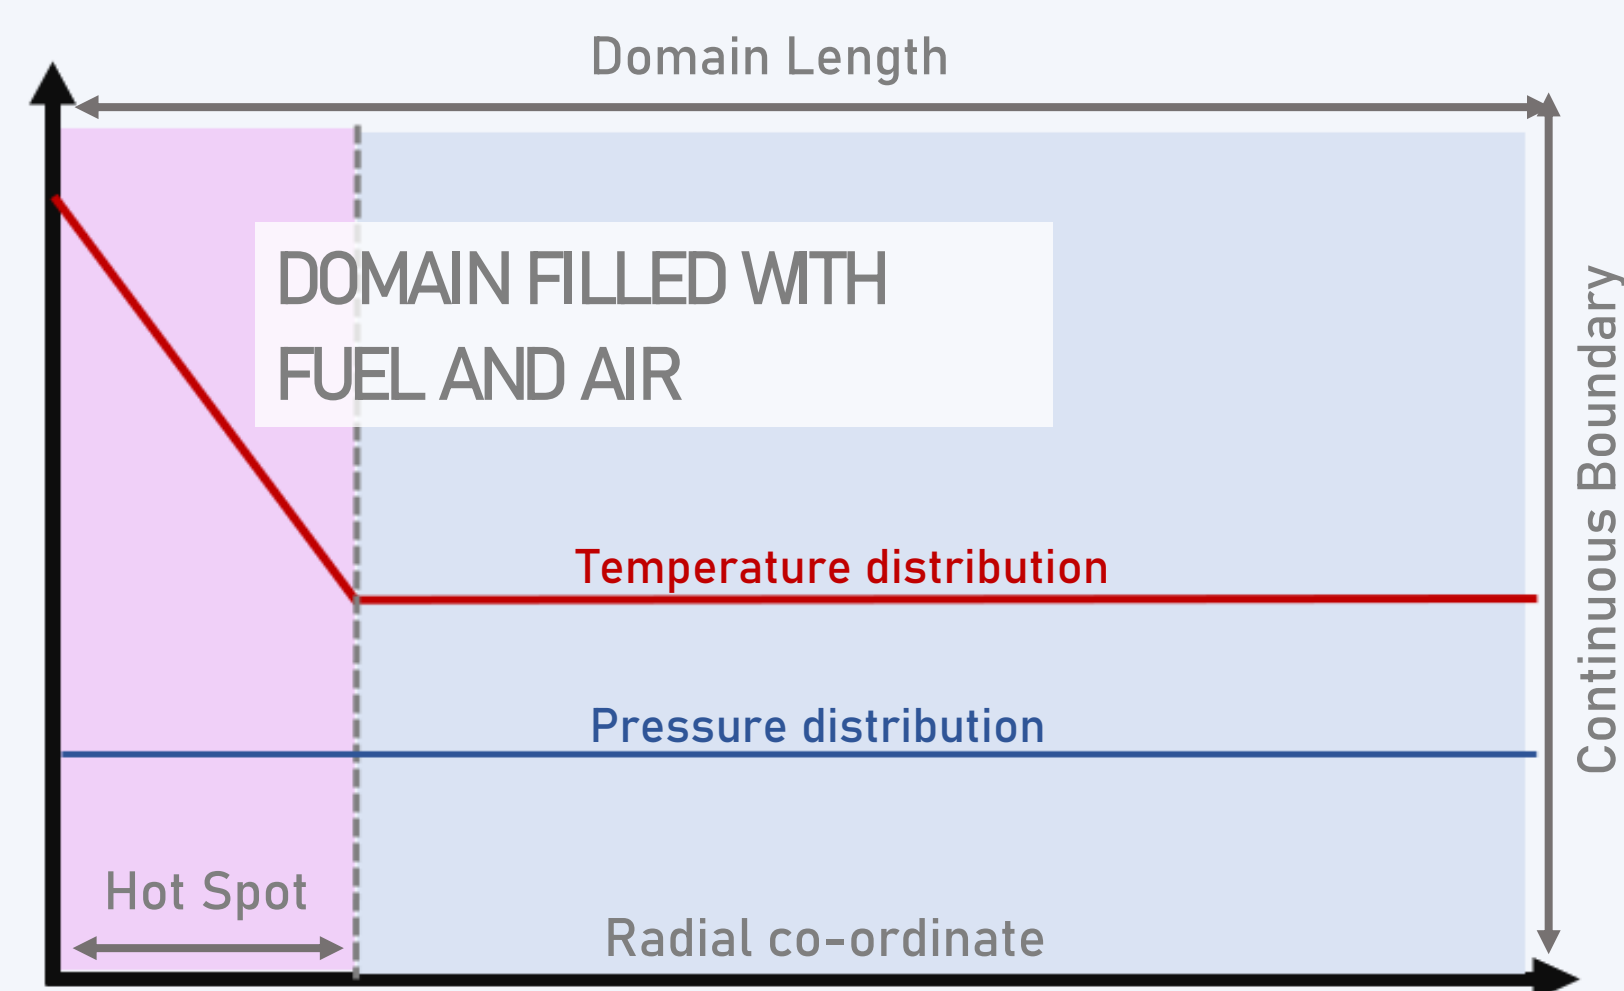 Domain Length
DOMAIN FILLED WITH
FUEL AND AIR
Continuous Boundary
Temperature distribution
Pressure distribution
Hot Spot
Radial co-ordinate